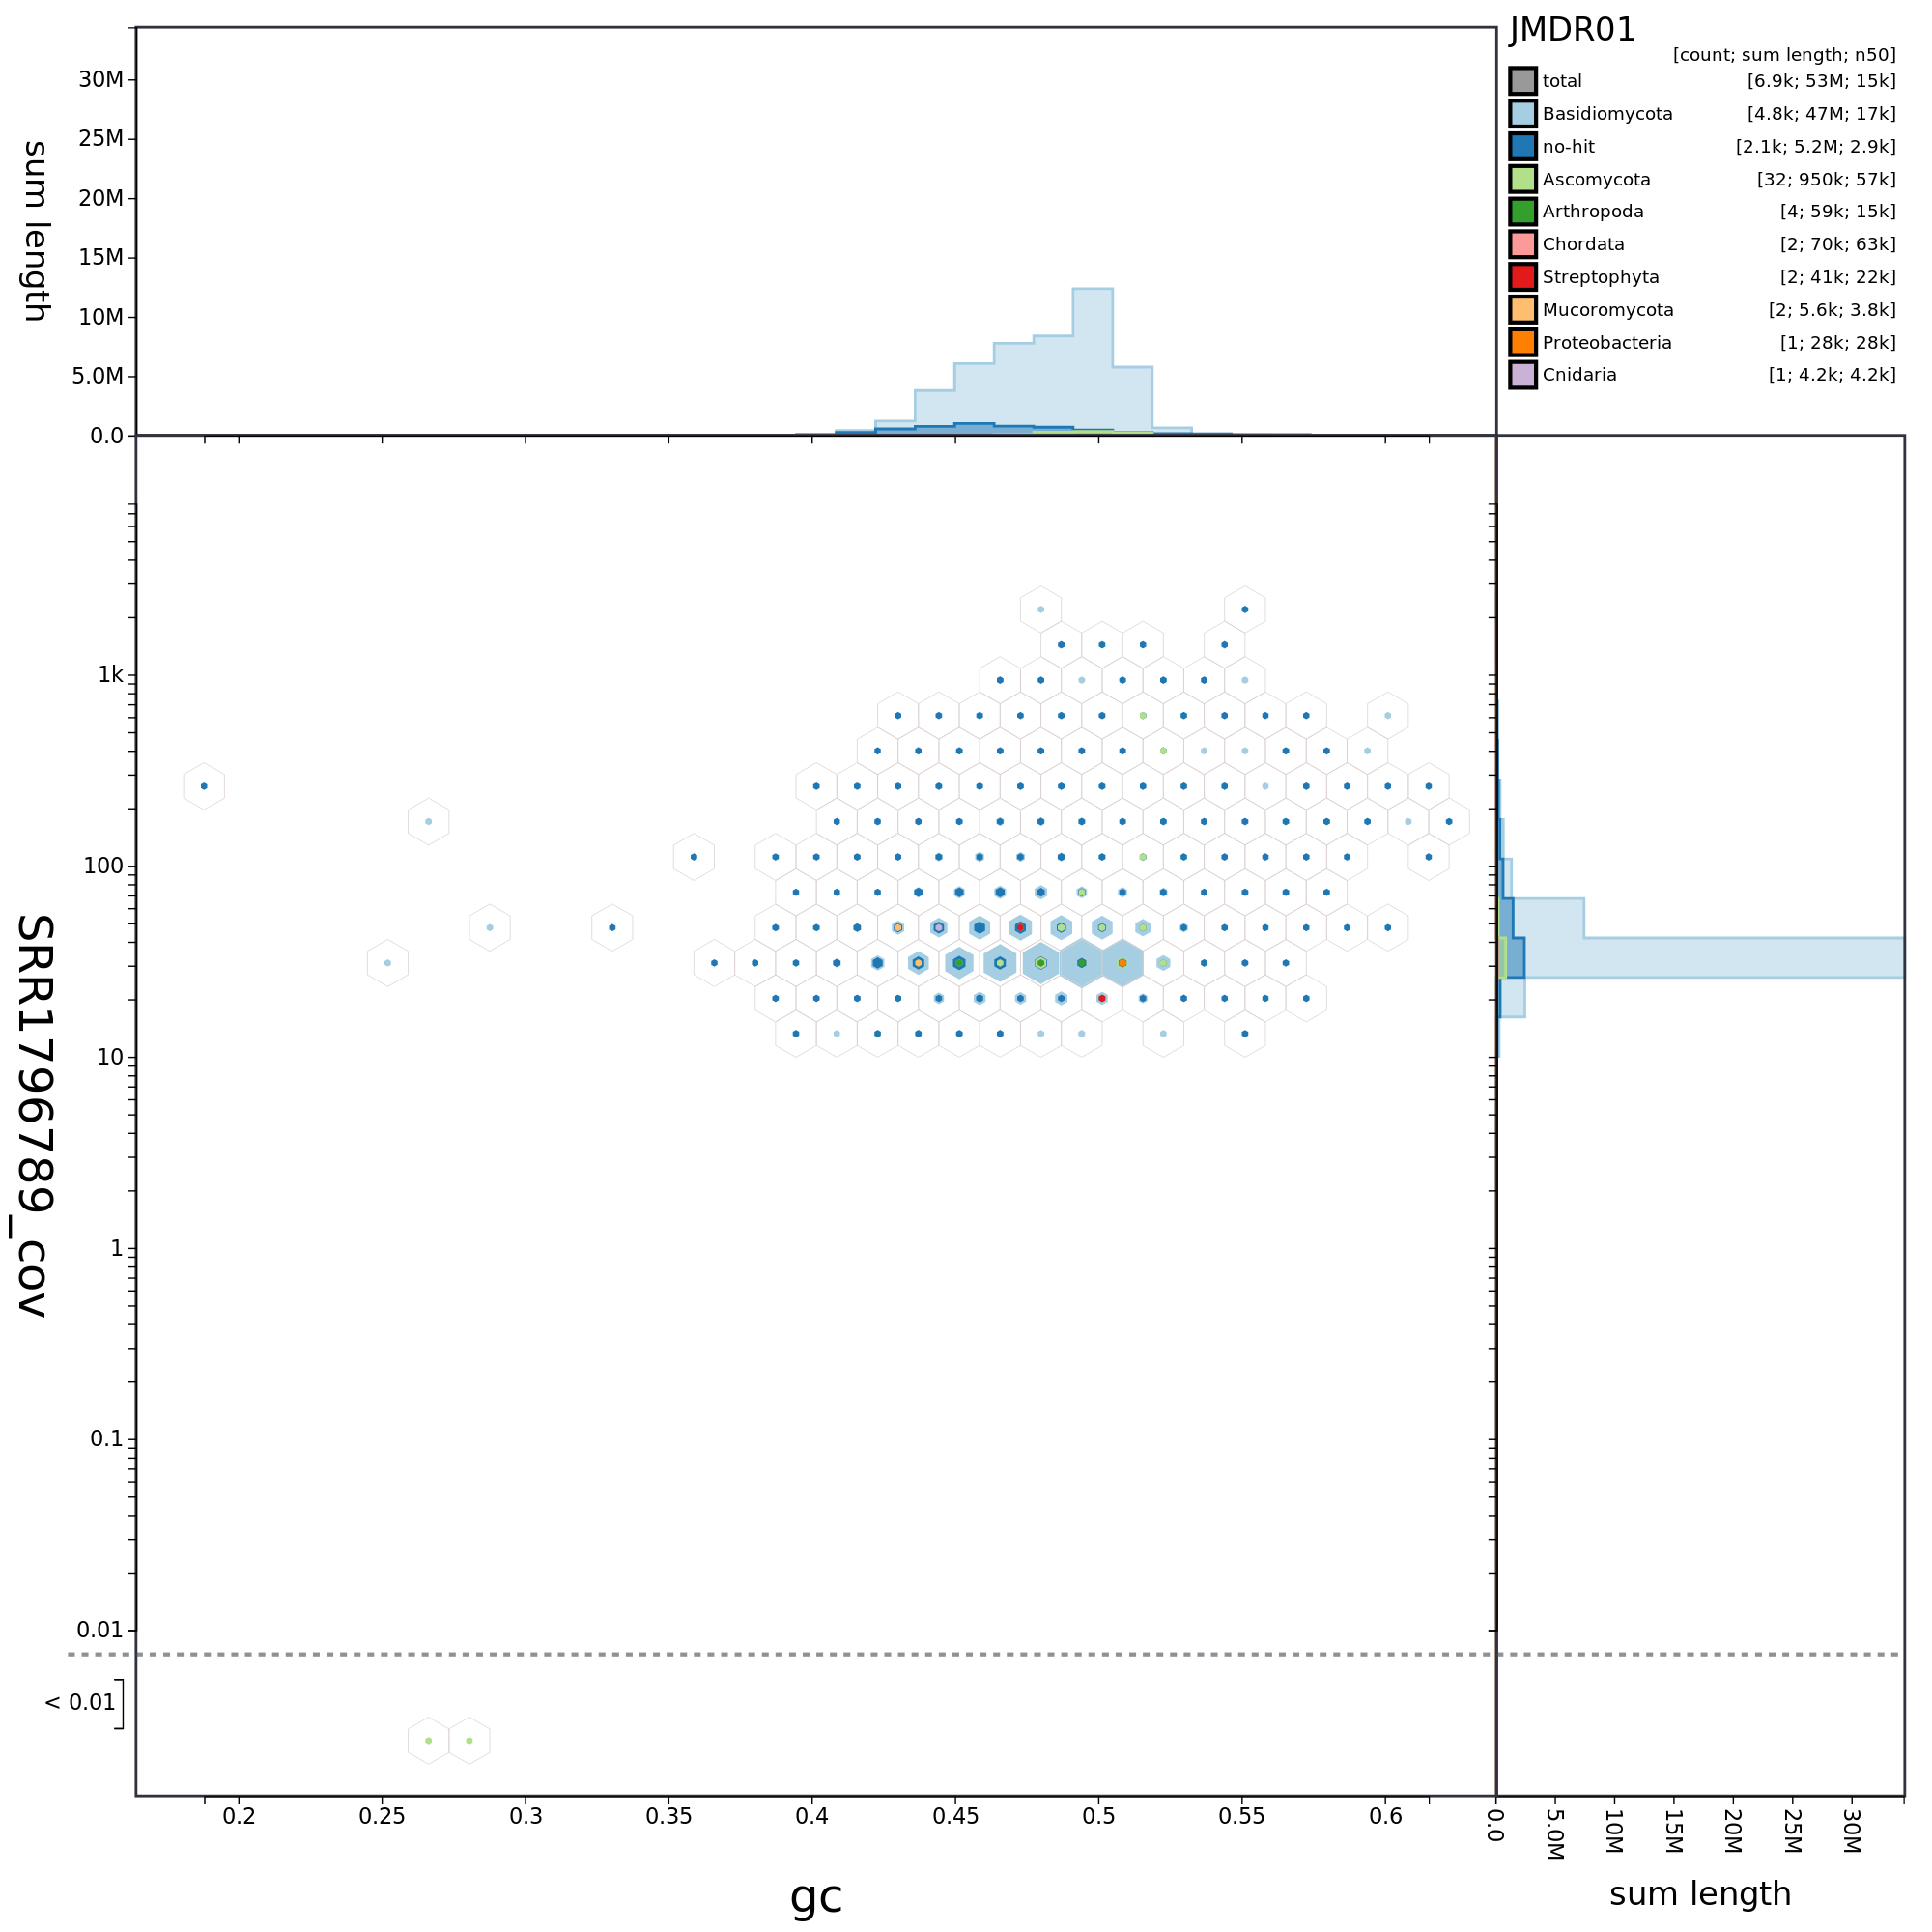 JMDR01
[count; sum length; n50]
total [6.9k; 53M; 15k]
Basidiomycota [4.8k; 47M; 17k]
no-hit [2.1k; 5.2M; 2.9k]
Ascomycota [32; 950k; 57k]
Arthropoda [4; 59k; 15k]
Chordata [2; 70k; 63k]
Streptophyta [2; 41k; 22k]
Mucoromycota [2; 5.6k; 3.8k]
Proteobacteria [1; 28k; 28k]
Cnidaria [1; 4.2k; 4.2k]
sum length
30M
25M
20M
15M
10M
5.0M
0.0
SRR1796789_cov
1k
100
10
1
0.1
0.01
< 0.01
0.2 0.25 0.3 0.35 0.4 0.45 0.5 0.55 0.6
gc
0.0 5.0M 10M 15M 20M 25M 30M
sum length